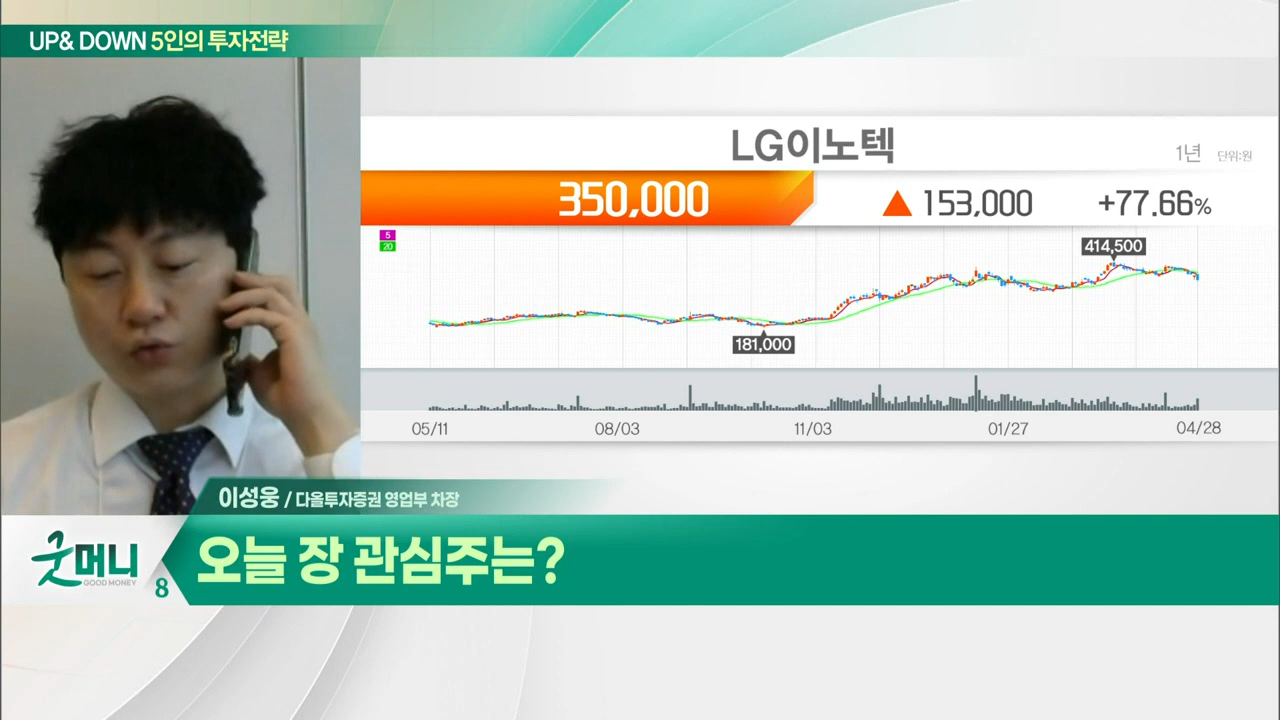 UP& DOWN 5인의 투자전략
LG이노텍
1년 단위:원
350,000 ▲ 153,000 +77.66%
5
20
414,500
181,000
05/11 08/03 11/03 01/27 04/28
이성웅 / 다올투자증권 영업부 차장
굿머니
GOOD MONEY
8
오늘 장 관심주는?